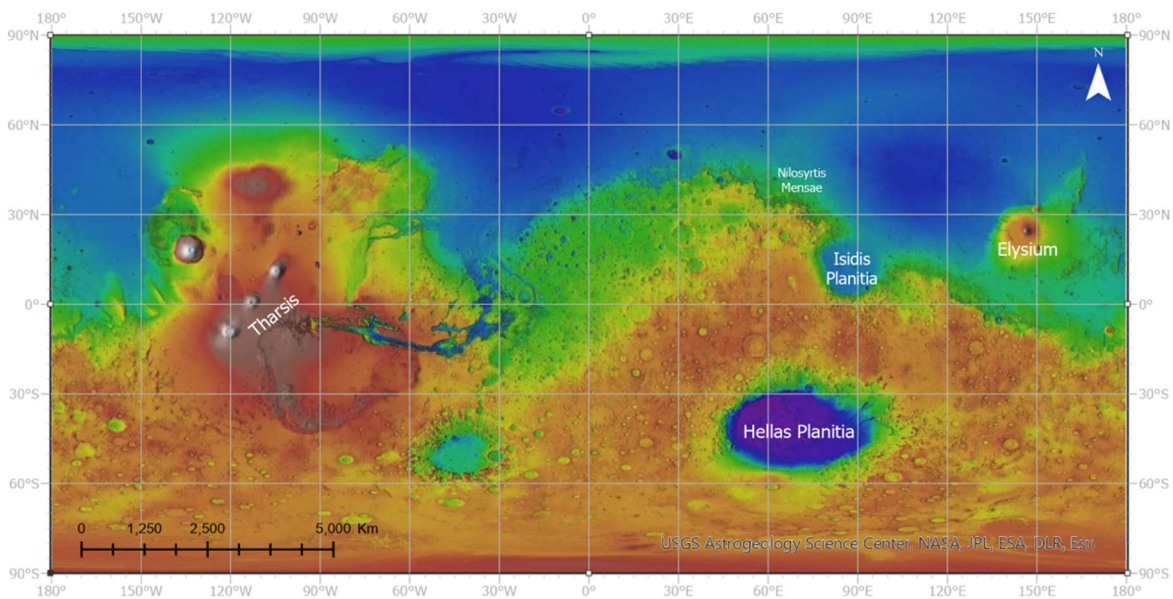 180° 150°W 120°W 90°W 60°W 30°W 0° 30°E 60°E 90°E 120°E 150°E 180°
90°N 90°N
N
60°N 60°N
Nilosyrtis
Mensae
30°N 30°N
Elysium
Isidis
Planitia
0° 0°
Tharsis
30°S 30°S
Hellas Planitia
60°S 60°S
0 1,250 2,500 5,000 Km
USGS Astrogeology Science Center, NASA, JPL, ESA, DLR, Esri
90°S 90°S
180° 150°W 120°W 90°W 60°W 30°W 0° 30°E 60°E 90°E 120°E 150°E 180°